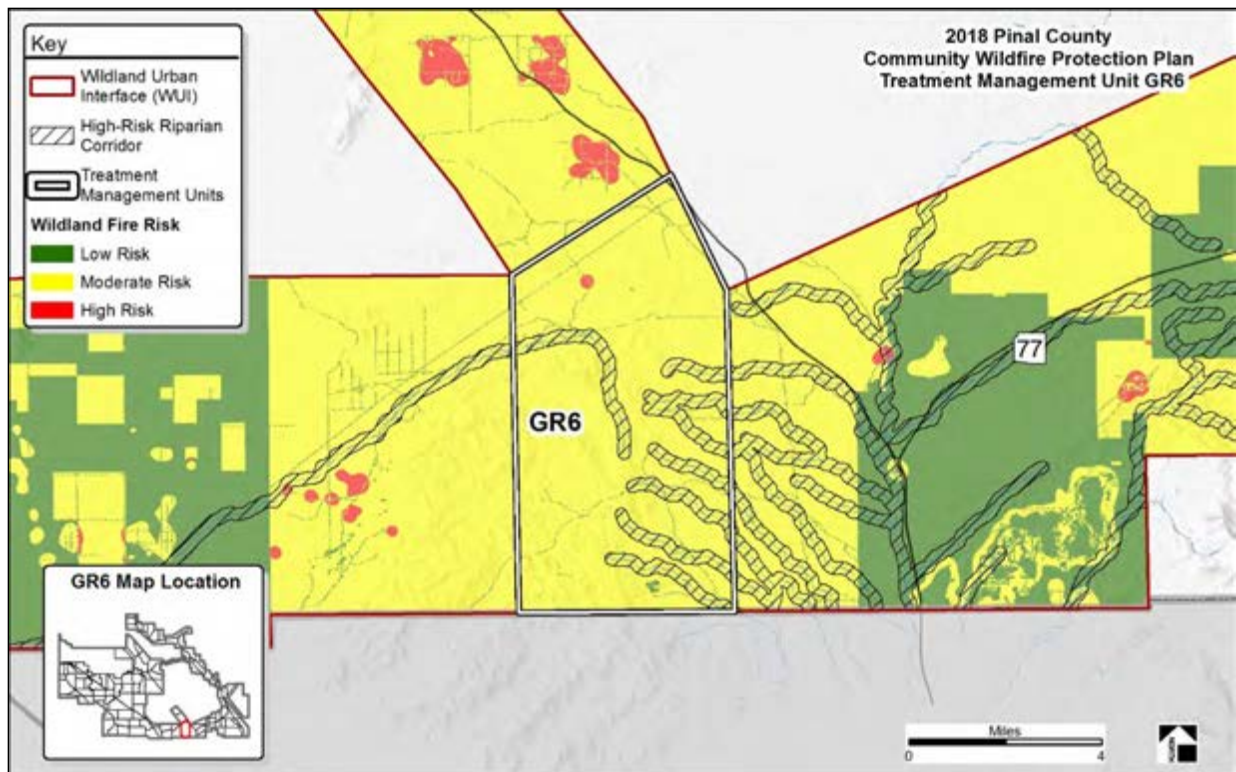 Key
Wildland Urban
Interface (WUI)
High-Risk Riparian
Corridor
Treatment
Management Units
Wildland Fire Risk
Low Risk
Moderate Risk
High Risk
2018 Pinal County
Community Wildfire Protection Plan
Treatment Management Unit GR6
77
GR6
GR6 Map Location
Miles
0
4